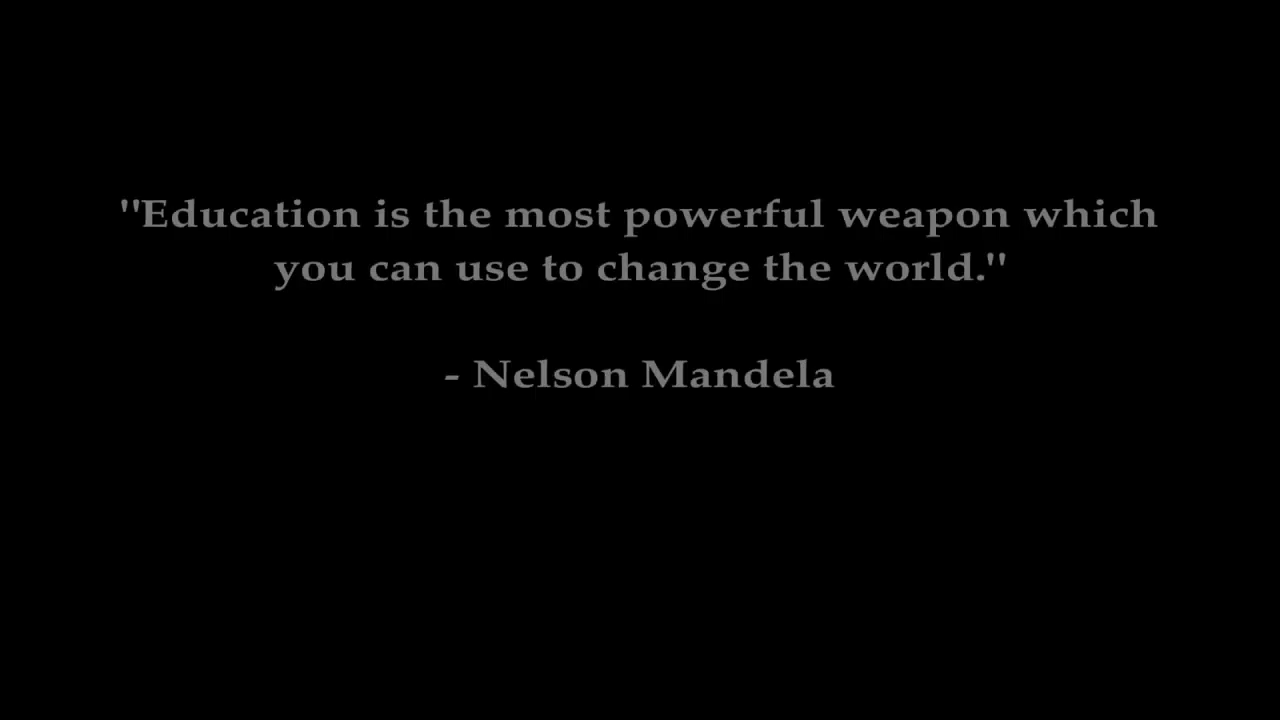 "Education is the most powerful weapon which
you can use to change the world."
- Nelson Mandela